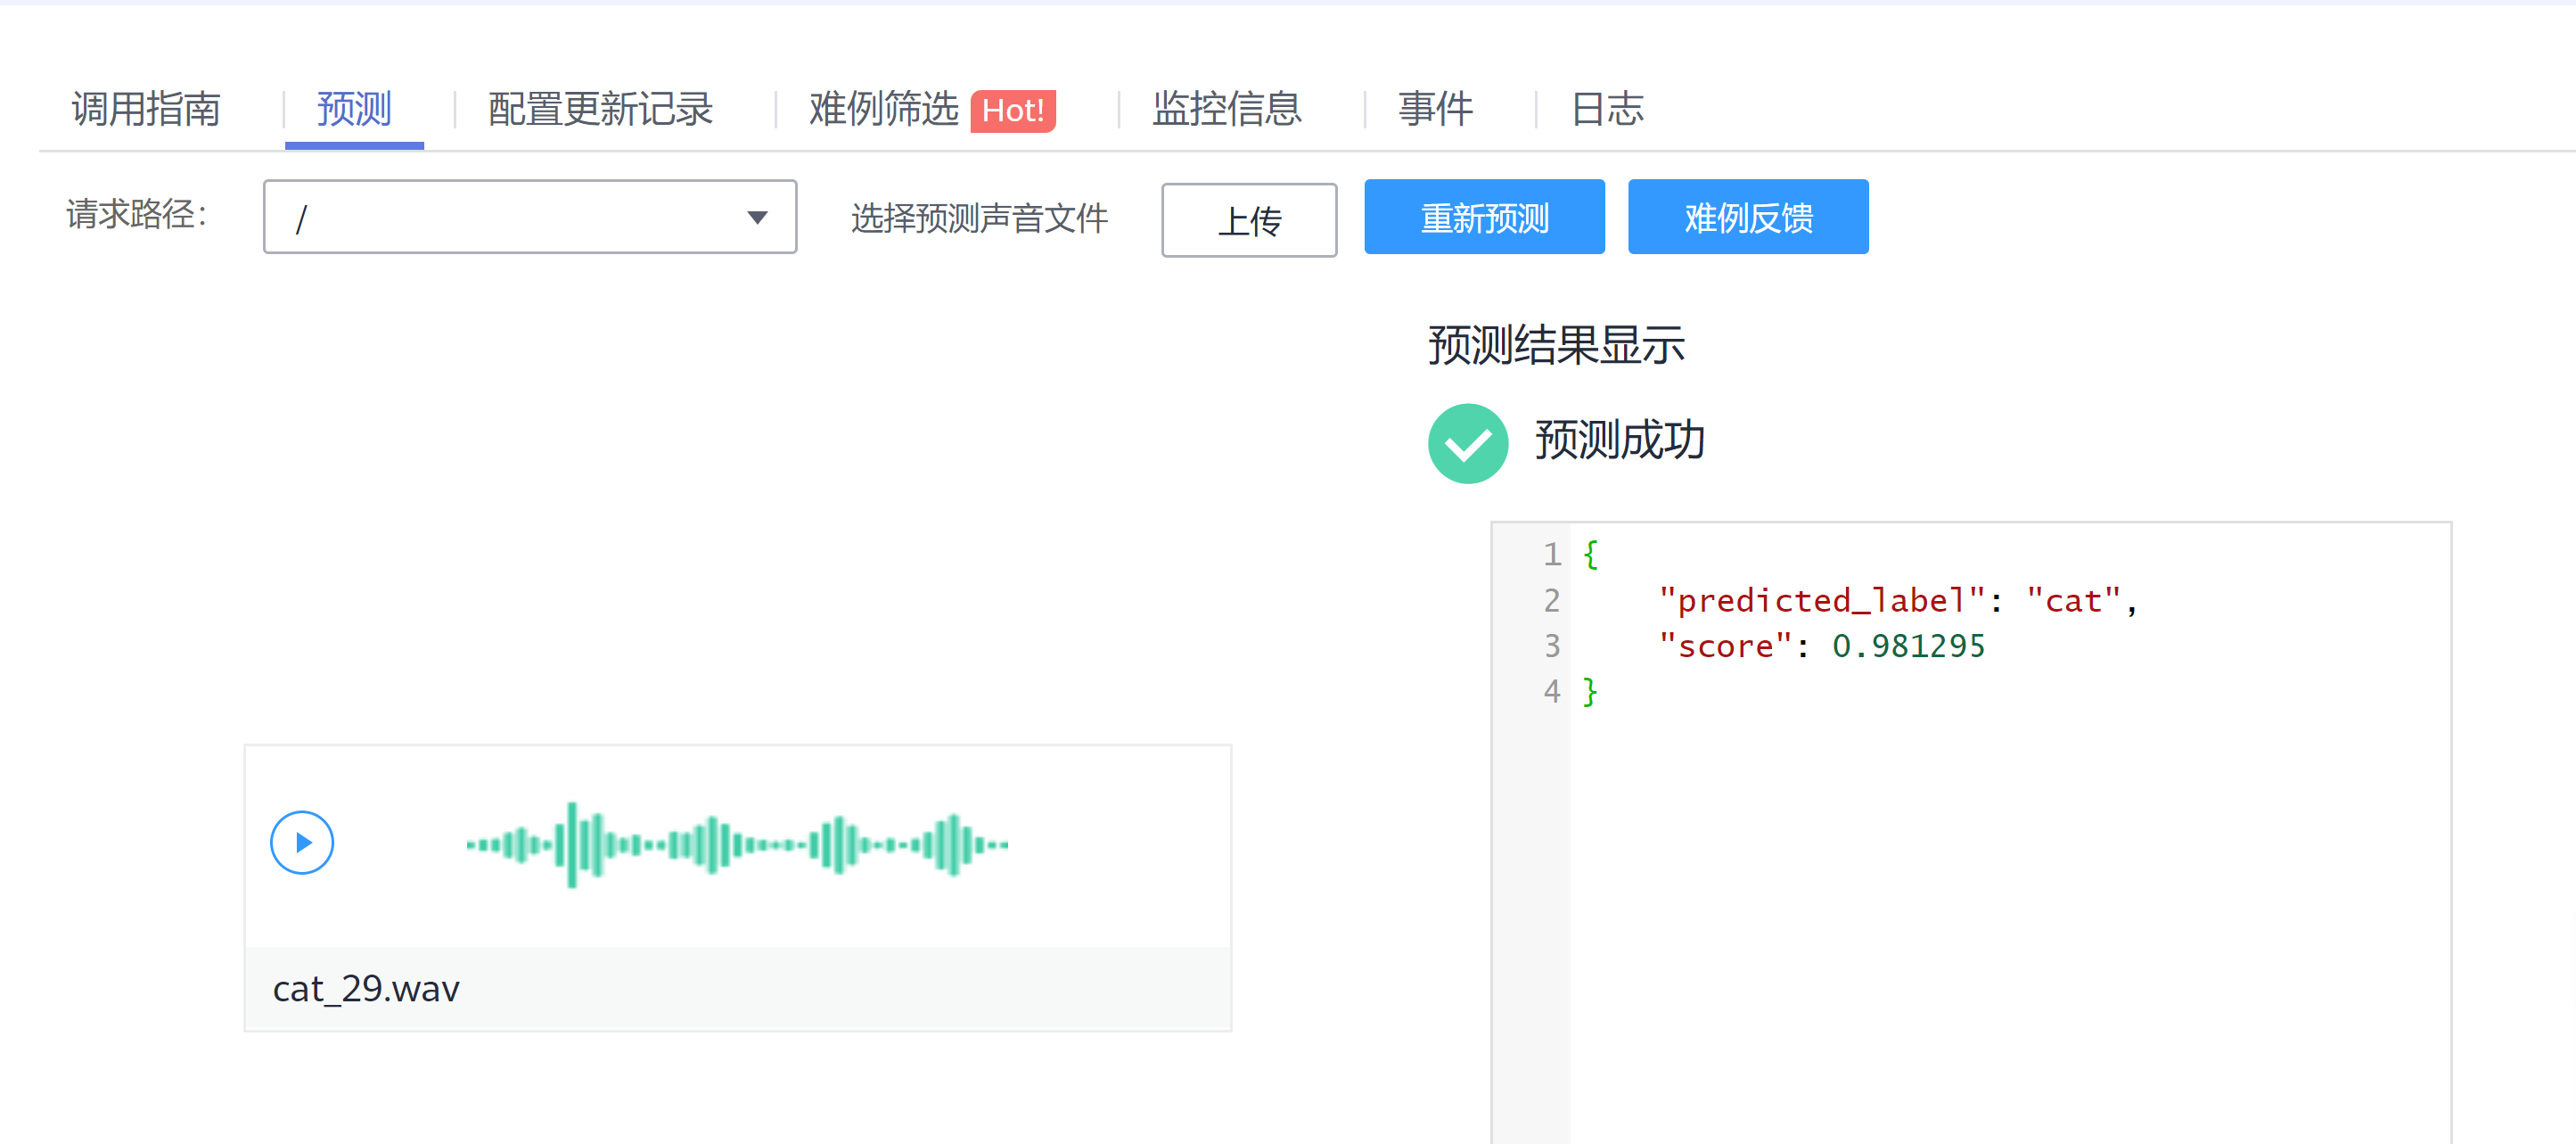 调用指南 预测 配置更新记录 难例筛选 Hot! 监控信息 事件 日志
请求路径： / 选择预测声音文件 上传 重新预测 难例反馈
预测结果显示
预测成功
1 {
2 "predicted_label": "cat",
3 "score": 0.981295
4 }
cat_29.wav